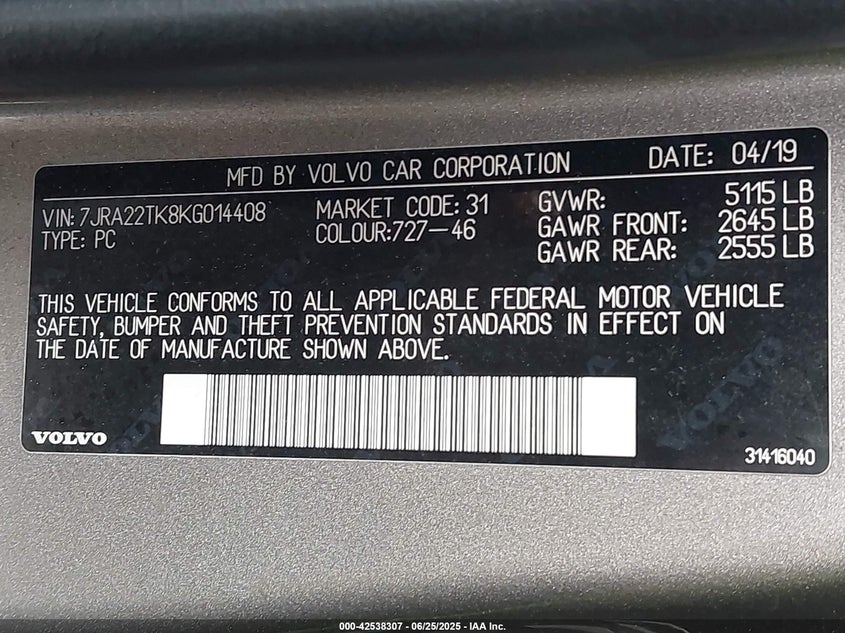 MFD BY VOLVO CAR CORPORATION DATE: 04/19
VIN: 7JRA22TK8KG014408 MARKET CODE: 31 GVWR: 5115 LB
TYPE: PC COLOUR:727-46 GAWR FRONT: 2645 LB
GAWR REAR: 2555 LB
THIS VEHICLE CONFORMS TO ALL APPLICABLE FEDERAL MOTOR VEHICLE
SAFETY, BUMPER AND THEFT PREVENTION STANDARDS IN EFFECT ON
THE DATE OF MANUFACTURE SHOWN ABOVE.
VOLVO
31416040
000-42538307 - 06/25/2025 - IAA Inc.